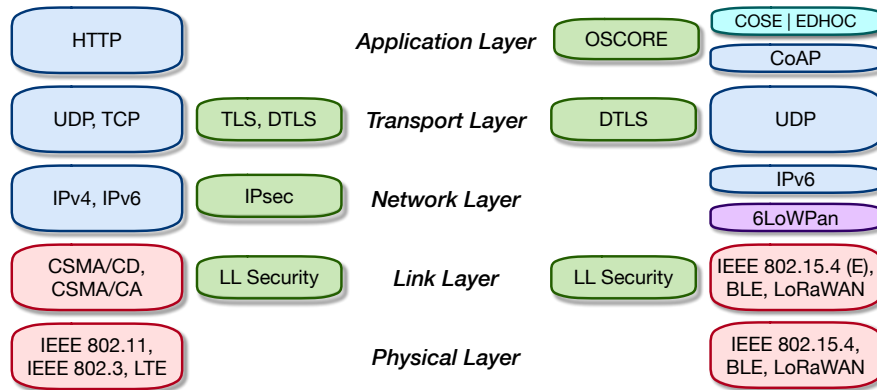 HTTP
Application Layer
OSCORE
COSE | EDHOC
CoAP
UDP, TCP
TLS, DTLS
Transport Layer
DTLS
UDP
IPv4, IPv6
IPsec
Network Layer
IPv6
6LoWPan
CSMA/CD,
CSMA/CA
LL Security
Link Layer
LL Security
IEEE 802.15.4 (E),
BLE, LoRaWAN
IEEE 802.11,
IEEE 802.3, LTE
Physical Layer
IEEE 802.15.4,
BLE, LoRaWAN